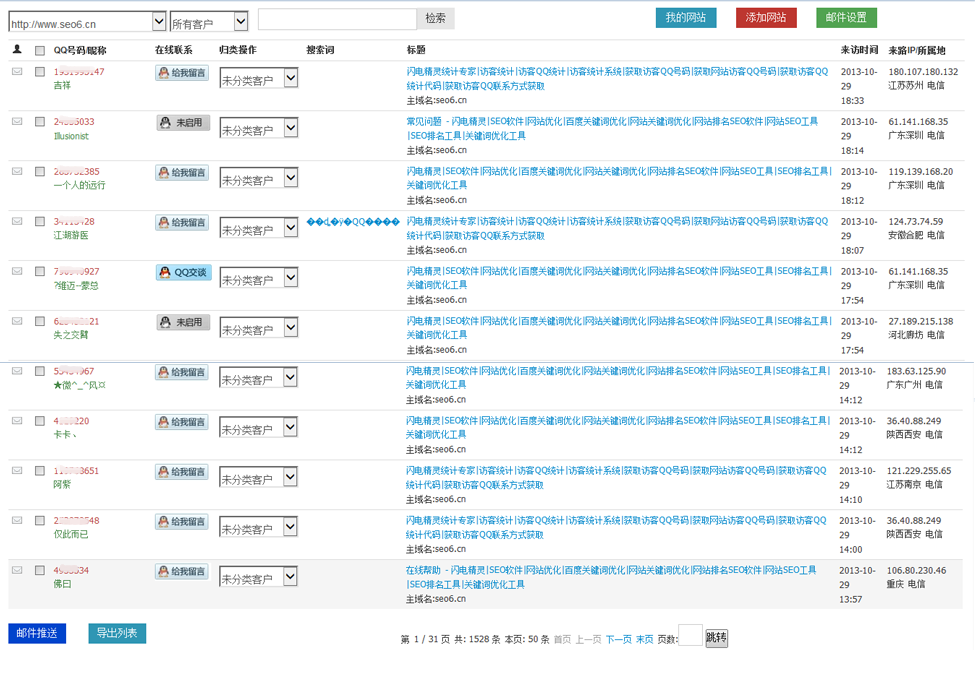 http://www.seo6.cn 所有客户 检索 我的网站 添加网站 邮件设置
QQ号码/昵称 在线联系 归类操作 搜索词 标题 来访时间 来路IP/所属地
给我留言 未分类客户 闪电精灵统计专家|访客统计|访客QQ统计|访客统计系统|获取访客QQ号码|获取网站访客QQ号码|获取访客QQ 2013-10- 180.107.180.132
吉祥 统计代码|获取访客QQ联系方式获取 29 江苏苏州 电信
主域名:seo6.cn 18:33
未启用 未分类客户 常见问题 - 闪电精灵|SEO软件|网站优化|百度关键词优化|网站关键词优化|网站排名SEO软件|网站SEO工具 2013-10- 61.141.168.35
Illusionist |SEO排名工具|关键词优化工具 29 广东深圳 电信
主域名:seo6.cn 18:14
给我留言 未分类客户 闪电精灵|SEO软件|网站优化|百度关键词优化|网站关键词优化|网站排名SEO软件|网站SEO工具|SEO排名工具| 2013-10- 119.139.168.20
一个人的远行 关键词优化工具 29 广东深圳 电信
主域名:seo6.cn 18:12
给我留言 未分类客户 闪电精灵统计专家|访客统计|访客QQ统计|访客统计系统|获取访客QQ号码|获取网站访客QQ号码|获取访客QQ 2013-10- 124.73.74.59
江湖游医 统计代码|获取访客QQ联系方式获取 29 安徽合肥 电信
主域名:seo6.cn 18:07
QQ交谈 未分类客户 闪电精灵|SEO软件|网站优化|百度关键词优化|网站关键词优化|网站排名SEO软件|网站SEO工具|SEO排名工具| 2013-10- 61.141.168.35
?维迈--蒙总 关键词优化工具 29 广东深圳 电信
主域名:seo6.cn 17:54
未启用 未分类客户 闪电精灵|SEO软件|网站优化|百度关键词优化|网站关键词优化|网站排名SEO软件|网站SEO工具|SEO排名工具| 2013-10- 27.189.215.138
失之交臂 关键词优化工具 29 河北廊坊 电信
主域名:seo6.cn 17:54
给我留言 未分类客户 闪电精灵|SEO软件|网站优化|百度关键词优化|网站关键词优化|网站排名SEO软件|网站SEO工具|SEO排名工具| 2013-10- 183.63.125.90
★微^_^风¤ 关键词优化工具 29 广东广州 电信
主域名:seo6.cn 14:12
给我留言 未分类客户 闪电精灵|SEO软件|网站优化|百度关键词优化|网站关键词优化|网站排名SEO软件|网站SEO工具|SEO排名工具| 2013-10- 36.40.88.249
卡卡丶 关键词优化工具 29 陕西西安 电信
主域名:seo6.cn 14:12
给我留言 未分类客户 闪电精灵统计专家|访客统计|访客QQ统计|访客统计系统|获取访客QQ号码|获取网站访客QQ号码|获取访客QQ 2013-10- 121.229.255.65
阿紫 统计代码|获取访客QQ联系方式获取 29 江苏南京 电信
主域名:seo6.cn 14:10
给我留言 未分类客户 闪电精灵统计专家|访客统计|访客QQ统计|访客统计系统|获取访客QQ号码|获取网站访客QQ号码|获取访客QQ 2013-10- 36.40.88.249
仅此而已 统计代码|获取访客QQ联系方式获取 29 陕西西安 电信
主域名:seo6.cn 14:00
给我留言 未分类客户 在线帮助 - 闪电精灵|SEO软件|网站优化|百度关键词优化|网站关键词优化|网站排名SEO软件|网站SEO工具 2013-10- 106.80.230.46
佛曰 |SEO排名工具|关键词优化工具 29 重庆 电信
主域名:seo6.cn 13:57
邮件推送 导出列表 第 1 / 31 页 共: 1528 条 本页: 50 条 首页 上一页 下一页 末页 页数: 跳转